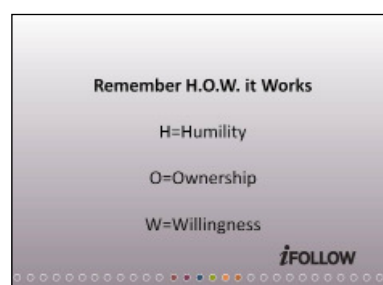 Remember H.O.W. it Works
H=Humility
O=Ownership
W=Willingness
iFOLLOW